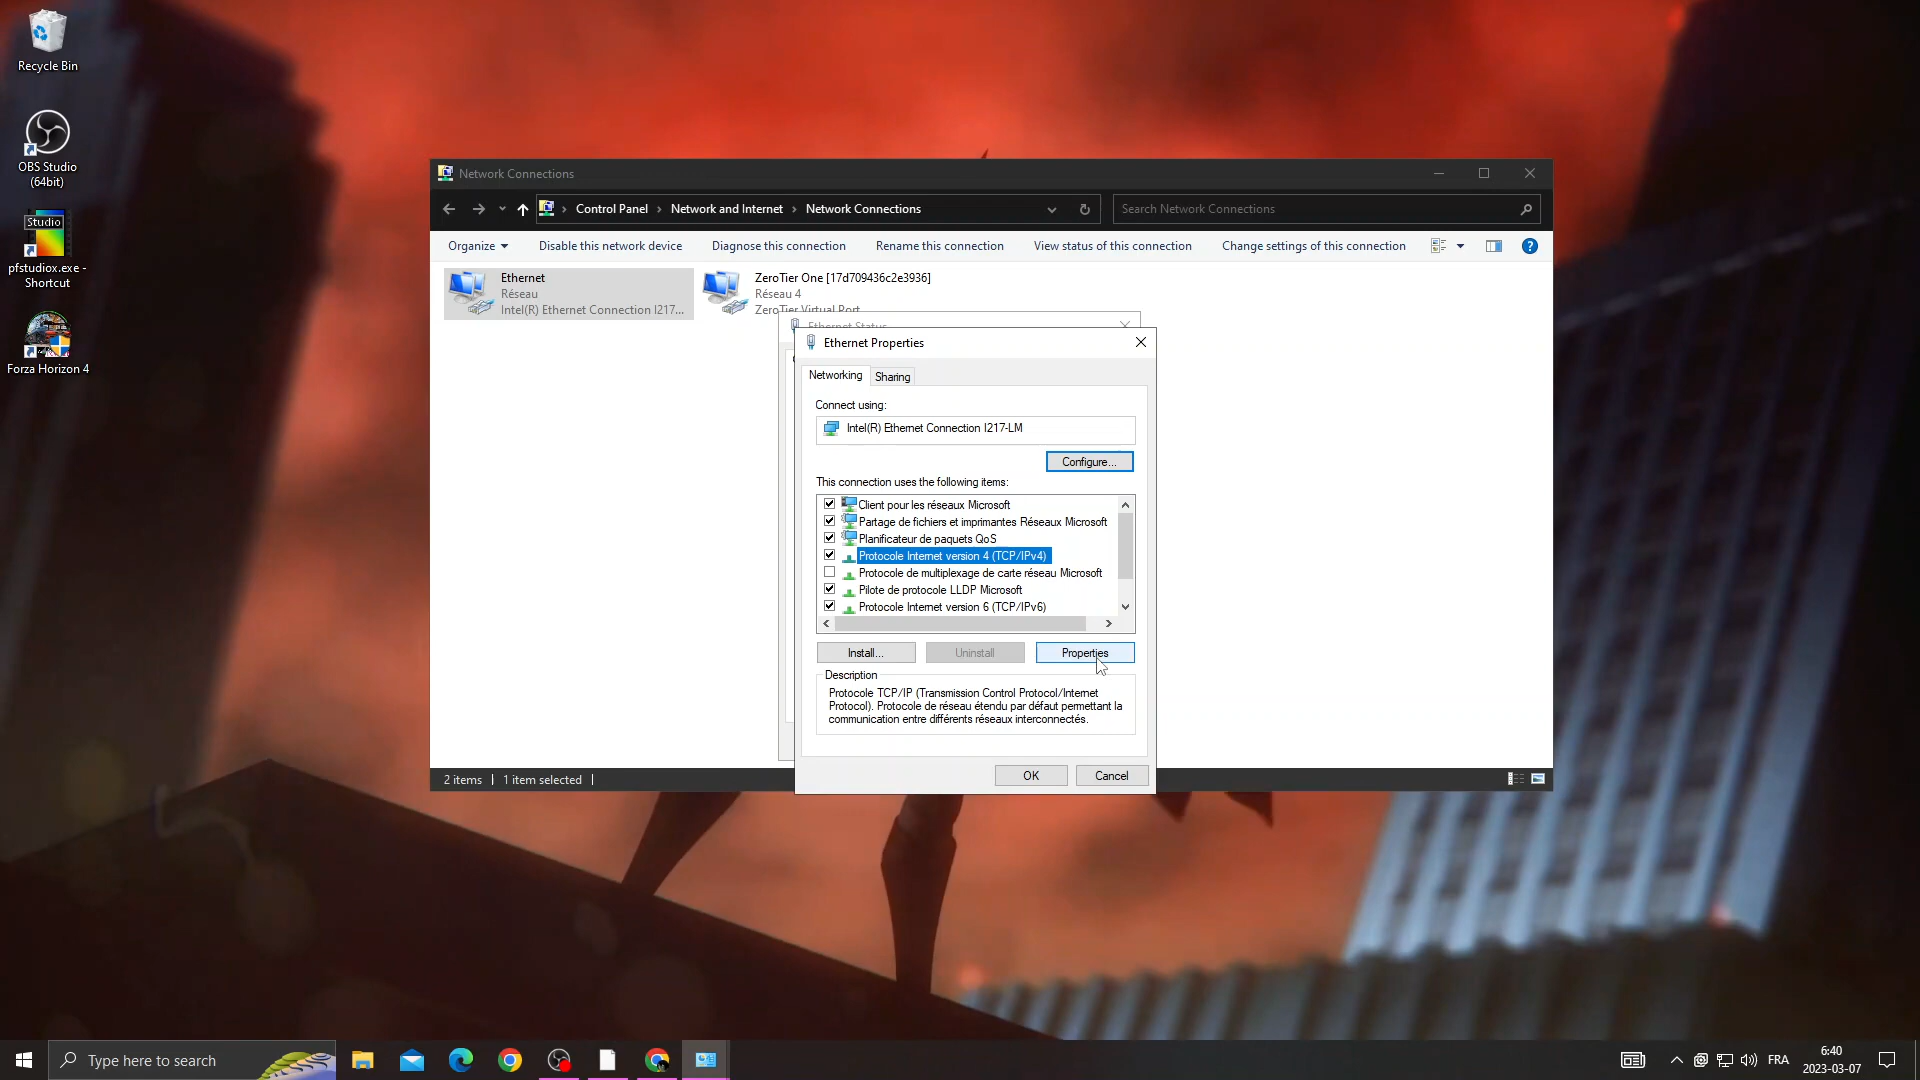 Recycle Bin
OBS Studio
(64bit)
Studio
pfstudiox.exe -
Shortcut
Forza Horizon 4
Network Connections
Control Panel > Network and Internet > Network Connections
Search Network Connections
Organize
Disable this network device
Diagnose this connection
Rename this connection
View status of this connection
Change settings of this connection
Ethernet
Réseau
Intel(R) Ethernet Connection I217...
ZeroTier One [17d709436c2e3936]
Réseau 4
ZeroTier Virtual Port
Ethernet Status
Ethernet Properties
Networking
Sharing
Connect using:
Intel(R) Ethernet Connection I217-LM
Configure...
This connection uses the following items:
Client pour les réseaux Microsoft
Partage de fichiers et imprimantes Réseaux Microsoft
Planificateur de paquets QoS
Protocole Internet version 4 (TCP/IPv4)
Protocole de multiplexage de carte réseau Microsoft
Pilote de protocole LLDP Microsoft
Protocole Internet version 6 (TCP/IPv6)
Install...
Uninstall
Properties
Description
Protocole TCP/IP (Transmission Control Protocol/Internet
Protocol). Protocole de réseau étendu par défaut permettant la
communication entre différents réseaux interconnectés.
OK
Cancel
2 items
1 item selected
Type here to search
FRA
6:40
2023-03-07